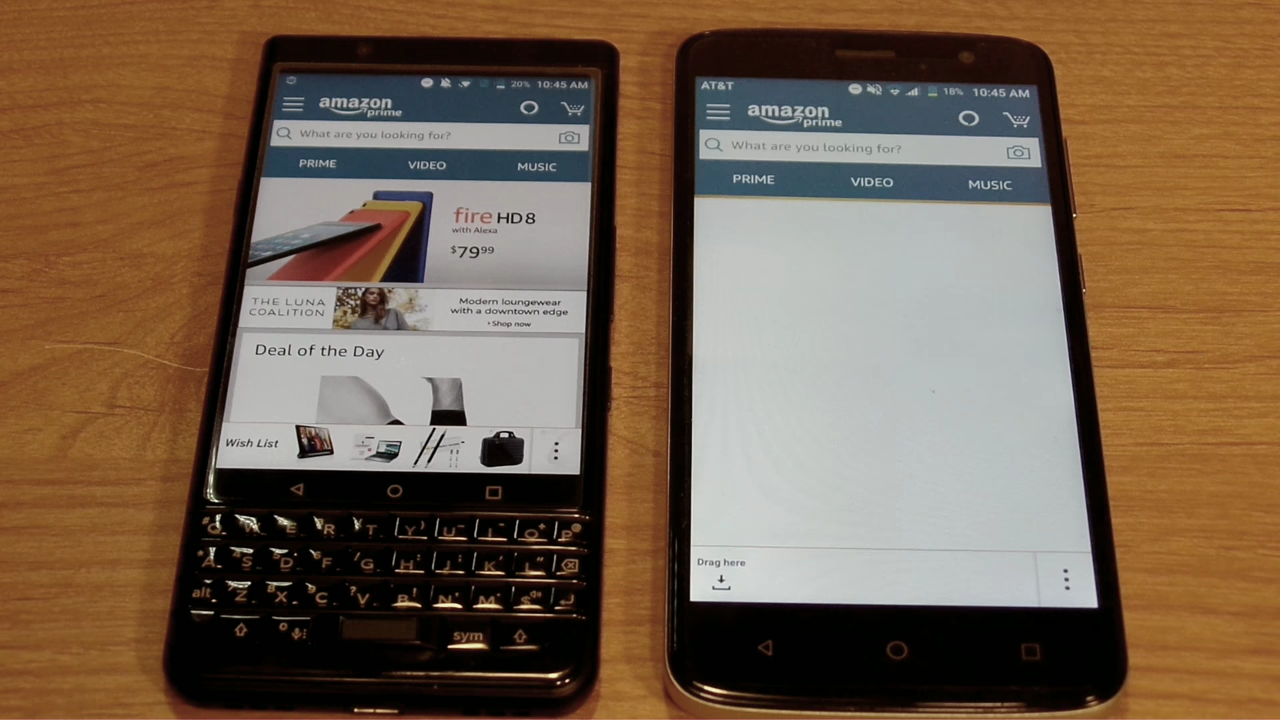 20% 10:45 AM
amazon
prime
What are you looking for?
PRIME VIDEO MUSIC
fire HD 8
with Alexa
$79.99
THE LUNA
COALITION
Modern loungewear
with a downtown edge
› Shop now
Deal of the Day
Wish List
Q W E R T Y U I O P
A S D F G H J K L
alt Z X C V B N M $
sym
AT&T 18% 10:45 AM
amazon
prime
What are you looking for?
PRIME VIDEO MUSIC
Drag here